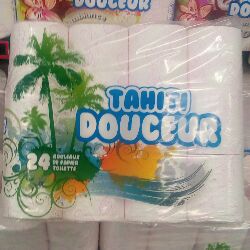 DOUCEUR
TAHITI
DOUCEUR
24 ROULEAUX
DE PAPIER
TOILETTE